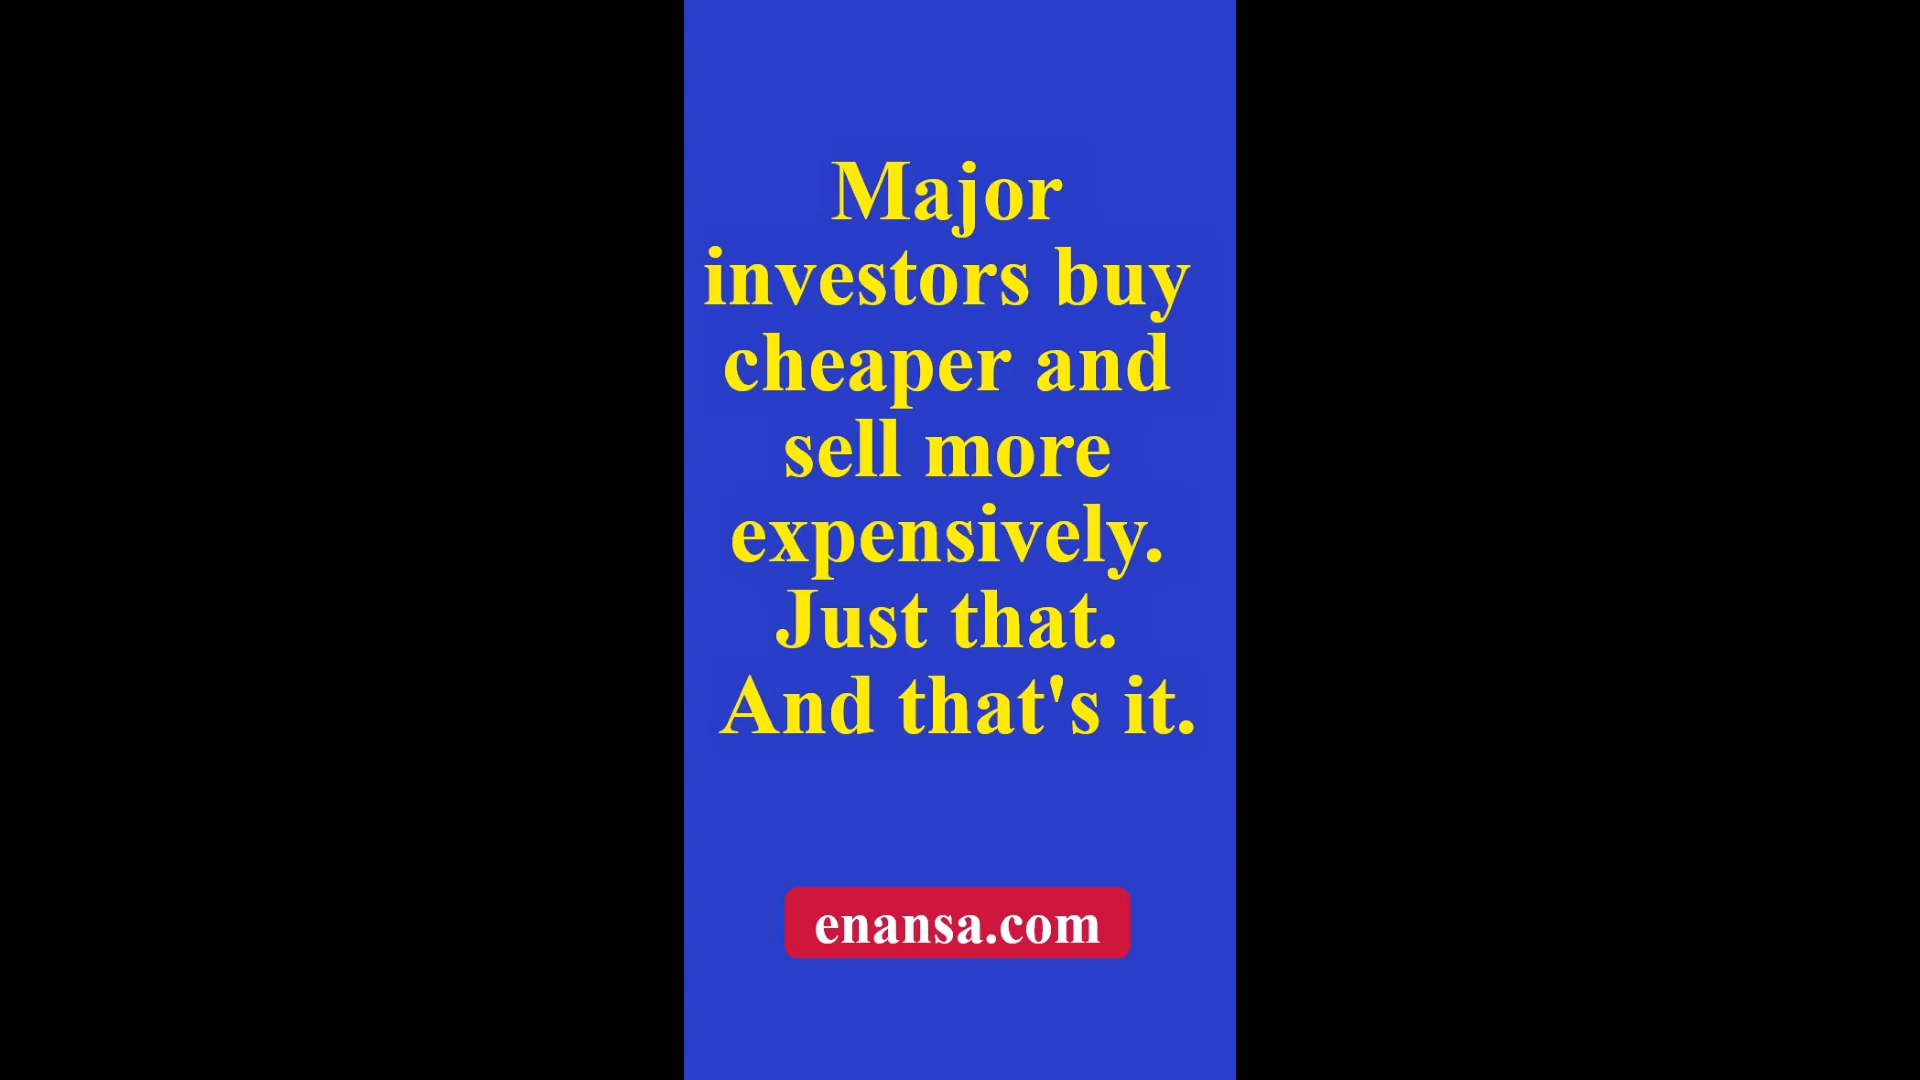 Major
investors buy
cheaper and
sell more
expensively.
Just that.
And that's it.
enansa.com